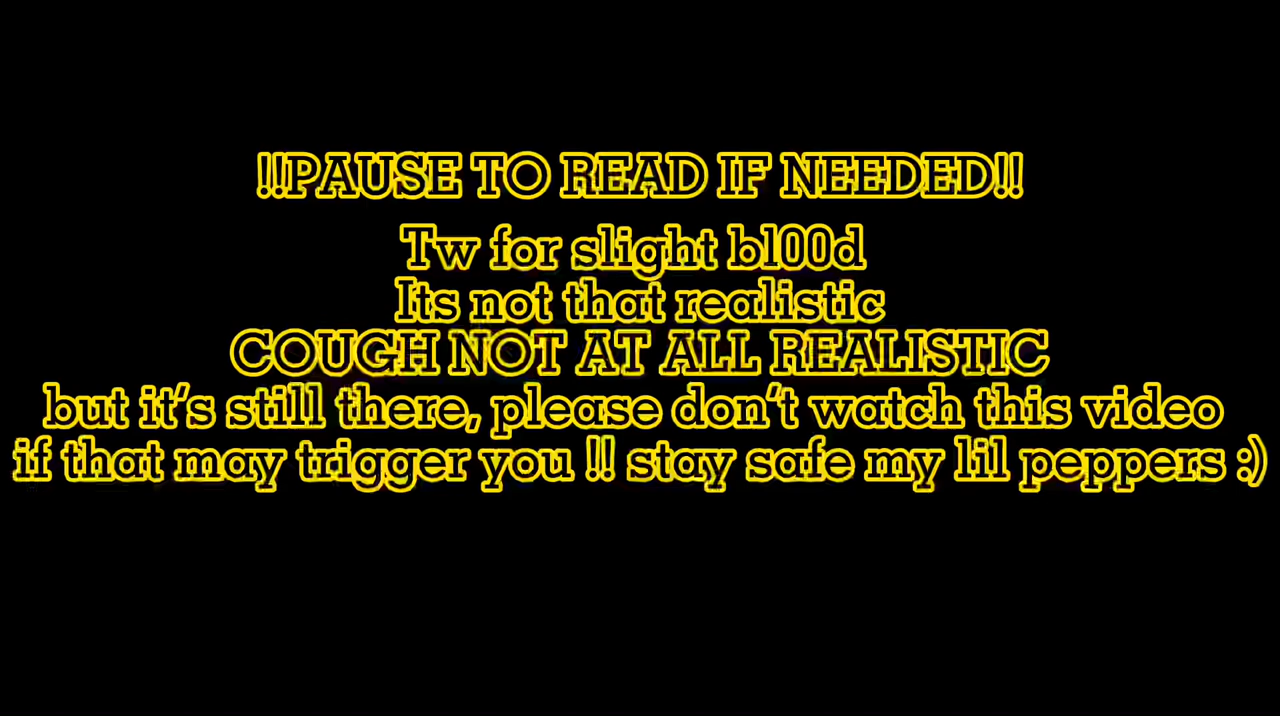 !!PAUSE TO READ IF NEEDED!!
Tw for slight bl00d
Its not that realistic
COUGH NOT AT ALL REALISTIC
but it’s still there, please don’t watch this video
if that may trigger you !! stay safe my lil peppers :)